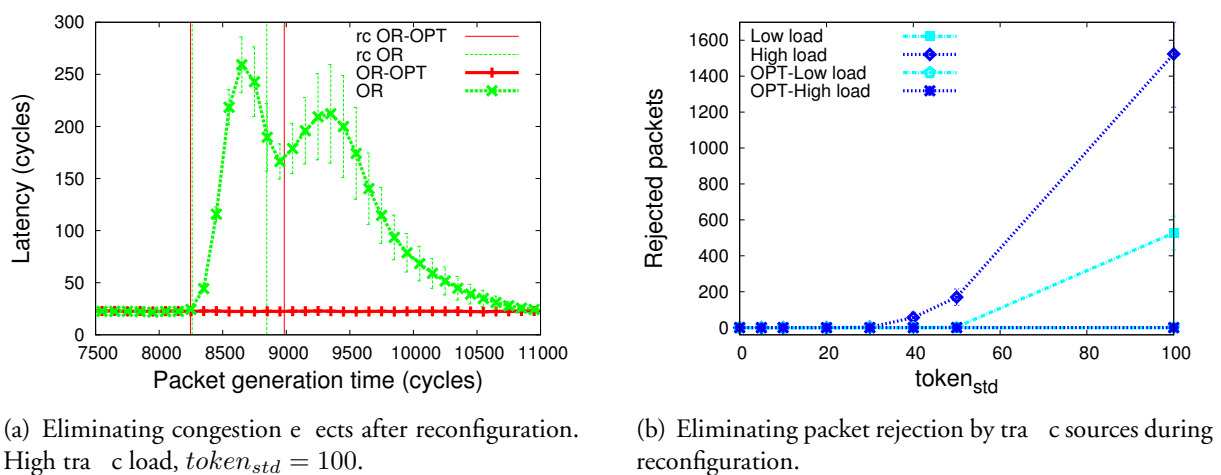 300
250
200
150
100
50
0
Latency (cycles)
rc OR-OPT
rc OR
OR-OPT
OR
7500 8000 8500 9000 9500 10000 10500 11000
Packet generation time (cycles)
(a) Eliminating congestion e ects after reconfiguration.
High tra c load, token_std = 100.
1600
1400
1200
1000
800
600
400
200
0
Rejected packets
Low load
High load
OPT-Low load
OPT-High load
0 20 40 60 80 100
token_std
(b) Eliminating packet rejection by tra c sources during
reconfiguration.